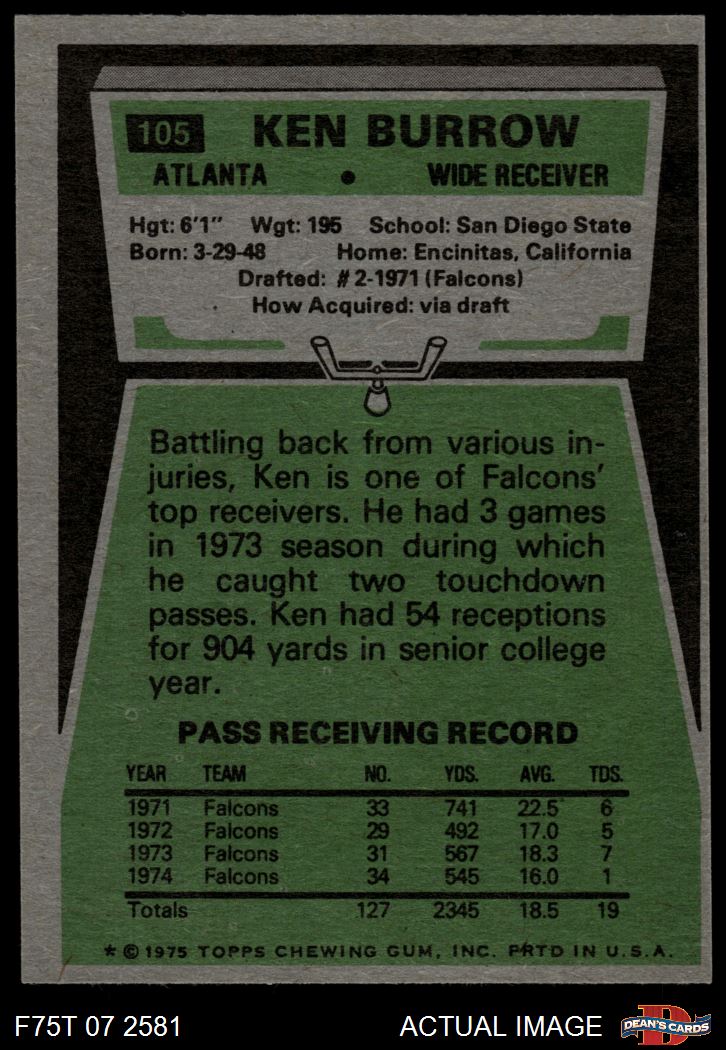 105 KEN BURROW
ATLANTA • WIDE RECEIVER
Hgt: 6'1" Wgt: 195 School: San Diego State
Born: 3-29-48 Home: Encinitas, California
Drafted: #2-1971 (Falcons)
How Acquired: via draft
Battling back from various in-
juries, Ken is one of Falcons'
top receivers. He had 3 games
in 1973 season during which
he caught two touchdown
passes. Ken had 54 receptions
for 904 yards in senior college
year.
PASS RECEIVING RECORD
YEAR TEAM NO. YDS. AVG. TDS.
1971 Falcons 33 741 22.5 6
1972 Falcons 29 492 17.0 5
1973 Falcons 31 567 18.3 7
1974 Falcons 34 545 16.0 1
Totals 127 2345 18.5 19
* © 1975 TOPPS CHEWING GUM, INC. PRTD IN U.S.A.
F75T 07 2581 ACTUAL IMAGE D DEAN'S CARDS